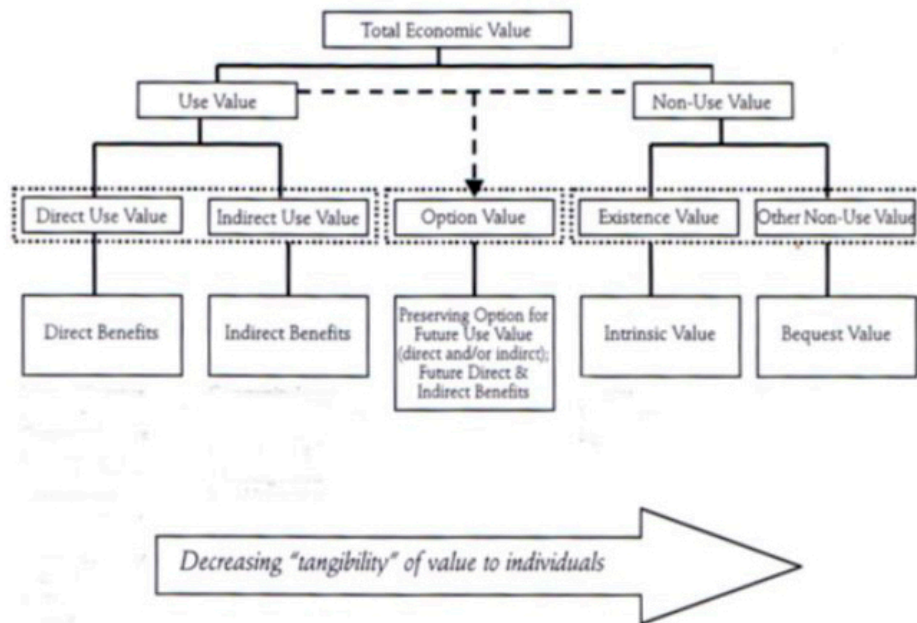 Total Economic Value
Use Value
Non-Use Value
Direct Use Value
Indirect Use Value
Option Value
Existence Value
Other Non-Use Value
Direct Benefits
Indirect Benefits
Preserving Option for
Future Use Value
(direct and/or indirct);
Future Direct &
Indirect Benefits
Intrinsic Value
Bequest Value
Decreasing "tangibility" of value to individuals